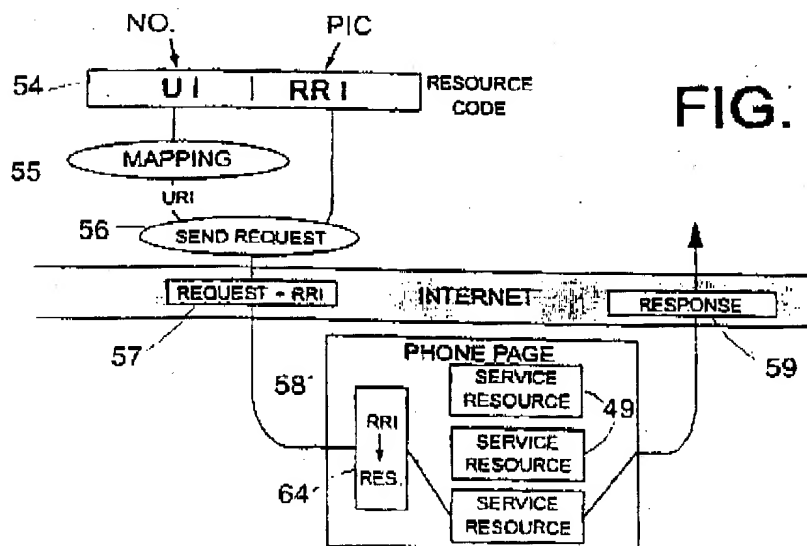 NO. PIC
54 UI | RRI RESOURCE CODE
FIG.
55 MAPPING
URI
56 SEND REQUEST
REQUEST + RRI INTERNET RESPONSE
57 59
PHONE PAGE
58
SERVICE RESOURCE
RRI
49
SERVICE RESOURCE
RES.
64
SERVICE RESOURCE